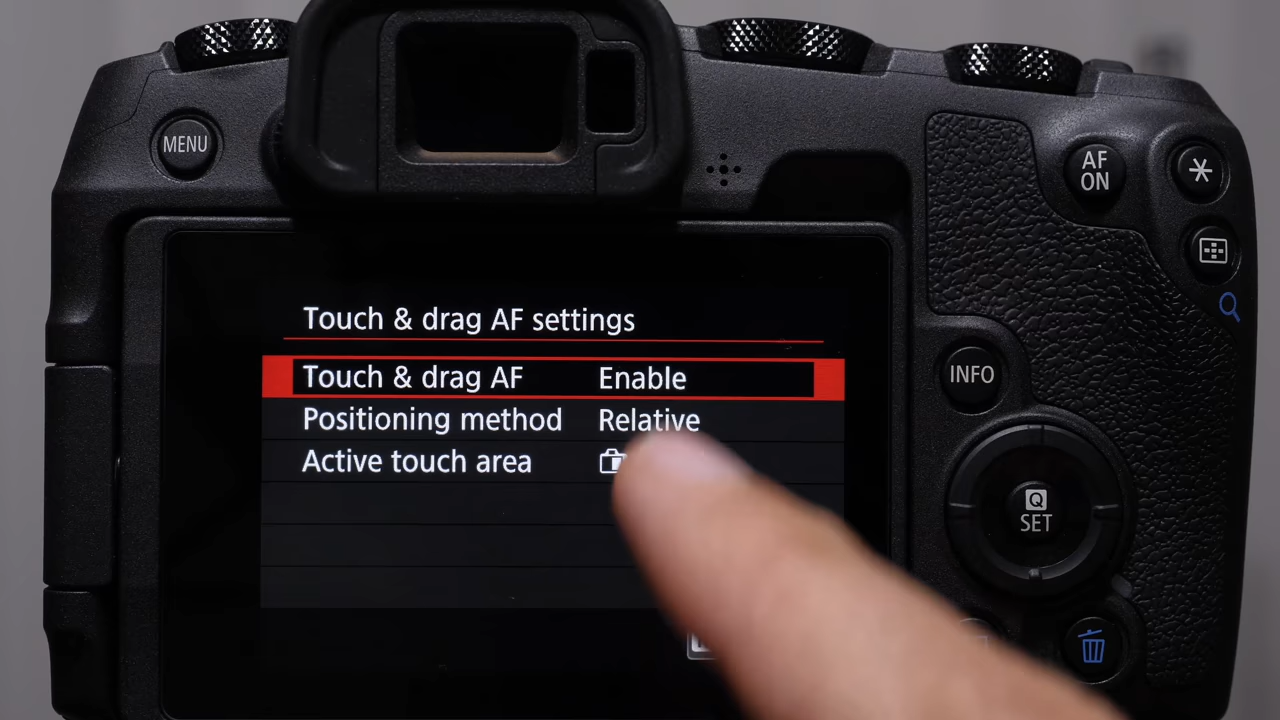 MENU
AF
ON
Touch & drag AF settings
Touch & drag AF Enable
Positioning method Relative
Active touch area
INFO
Q
SET